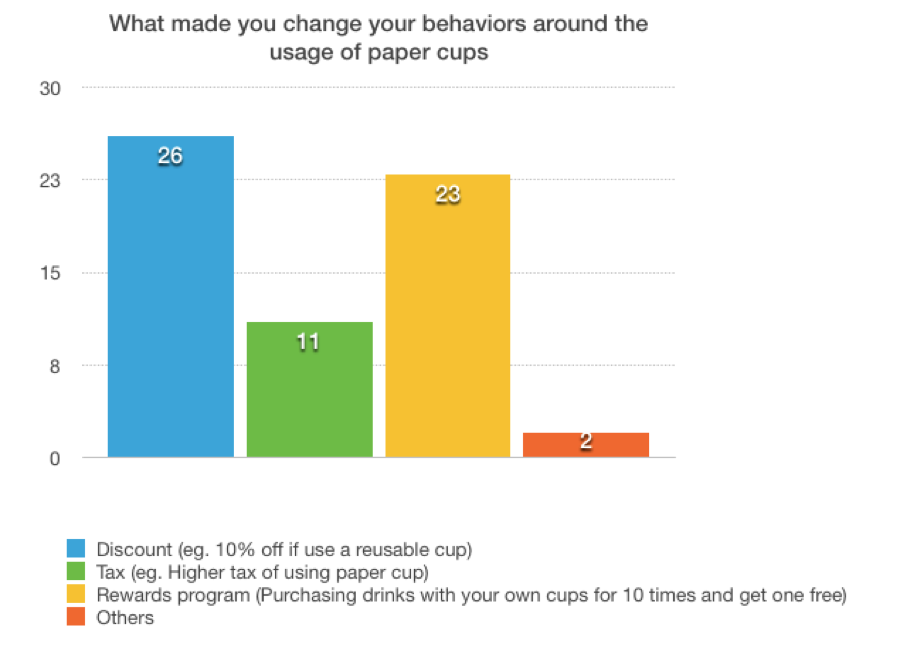 What made you change your behaviors around the
usage of paper cups
30
23
15
8
0
26
11
23
2
Discount (eg. 10% off if use a reusable cup)
Tax (eg. Higher tax of using paper cup)
Rewards program (Purchasing drinks with your own cups for 10 times and get one free)
Others